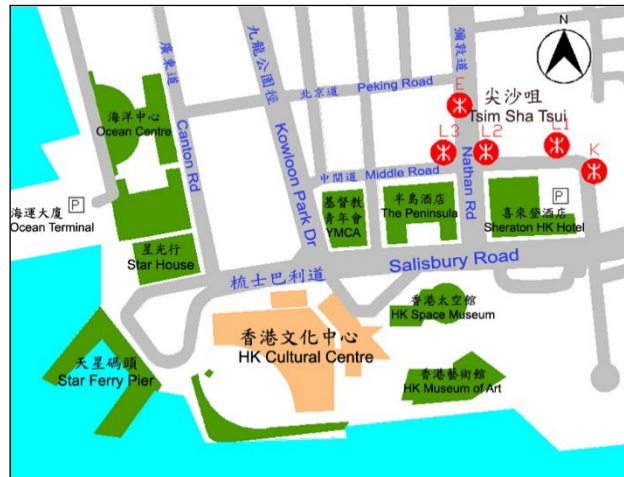 N
廣東道
Canton Rd
九龍公園徑
Kowloon Park Dr
彌敦道
Nathan Rd
北京道
Peking Road
海洋中心
Ocean Centre
E
尖沙咀
Tsim Sha Tsui
L3
L2
L1
K
中間道
Middle Road
海運大廈
Ocean Terminal
P
基督教
青年會
YMCA
半島酒店
The Peninsula
P
喜來登酒店
Sheraton HK Hotel
星光行
Star House
梳士巴利道
Salisbury Road
香港太空館
HK Space Museum
香港文化中心
HK Cultural Centre
天星碼頭
Star Ferry Pier
香港藝術館
HK Museum of Art